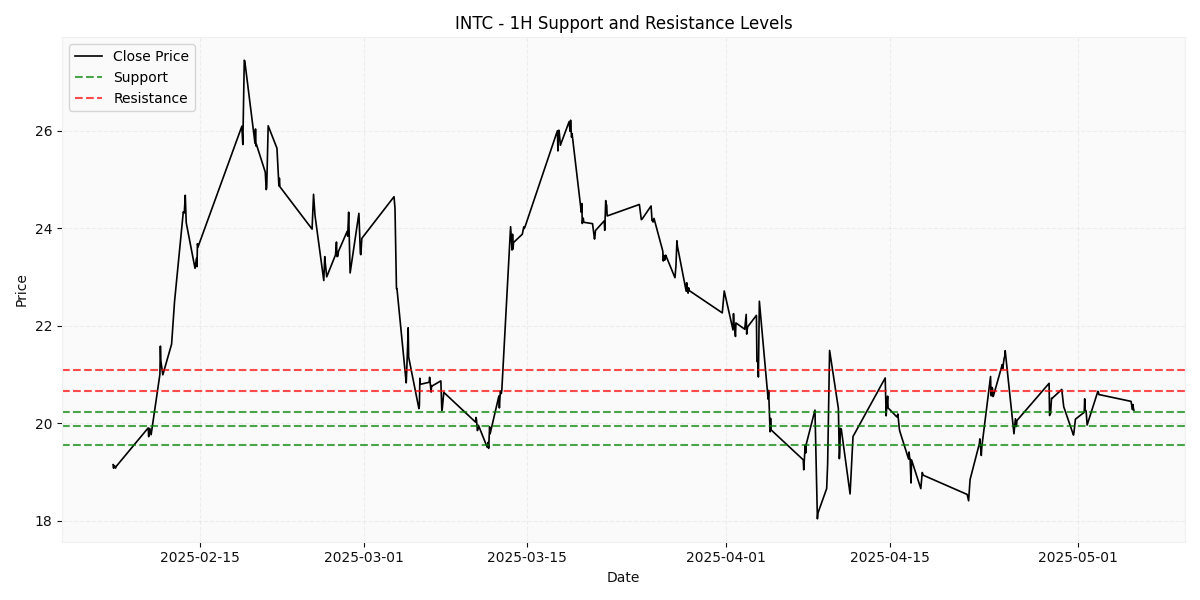 INTC - 1H Support and Resistance Levels
Close Price
Support
Resistance
Price
26
24
22
20
18
2025-02-15
2025-03-01
2025-03-15
2025-04-01
2025-04-15
2025-05-01
Date